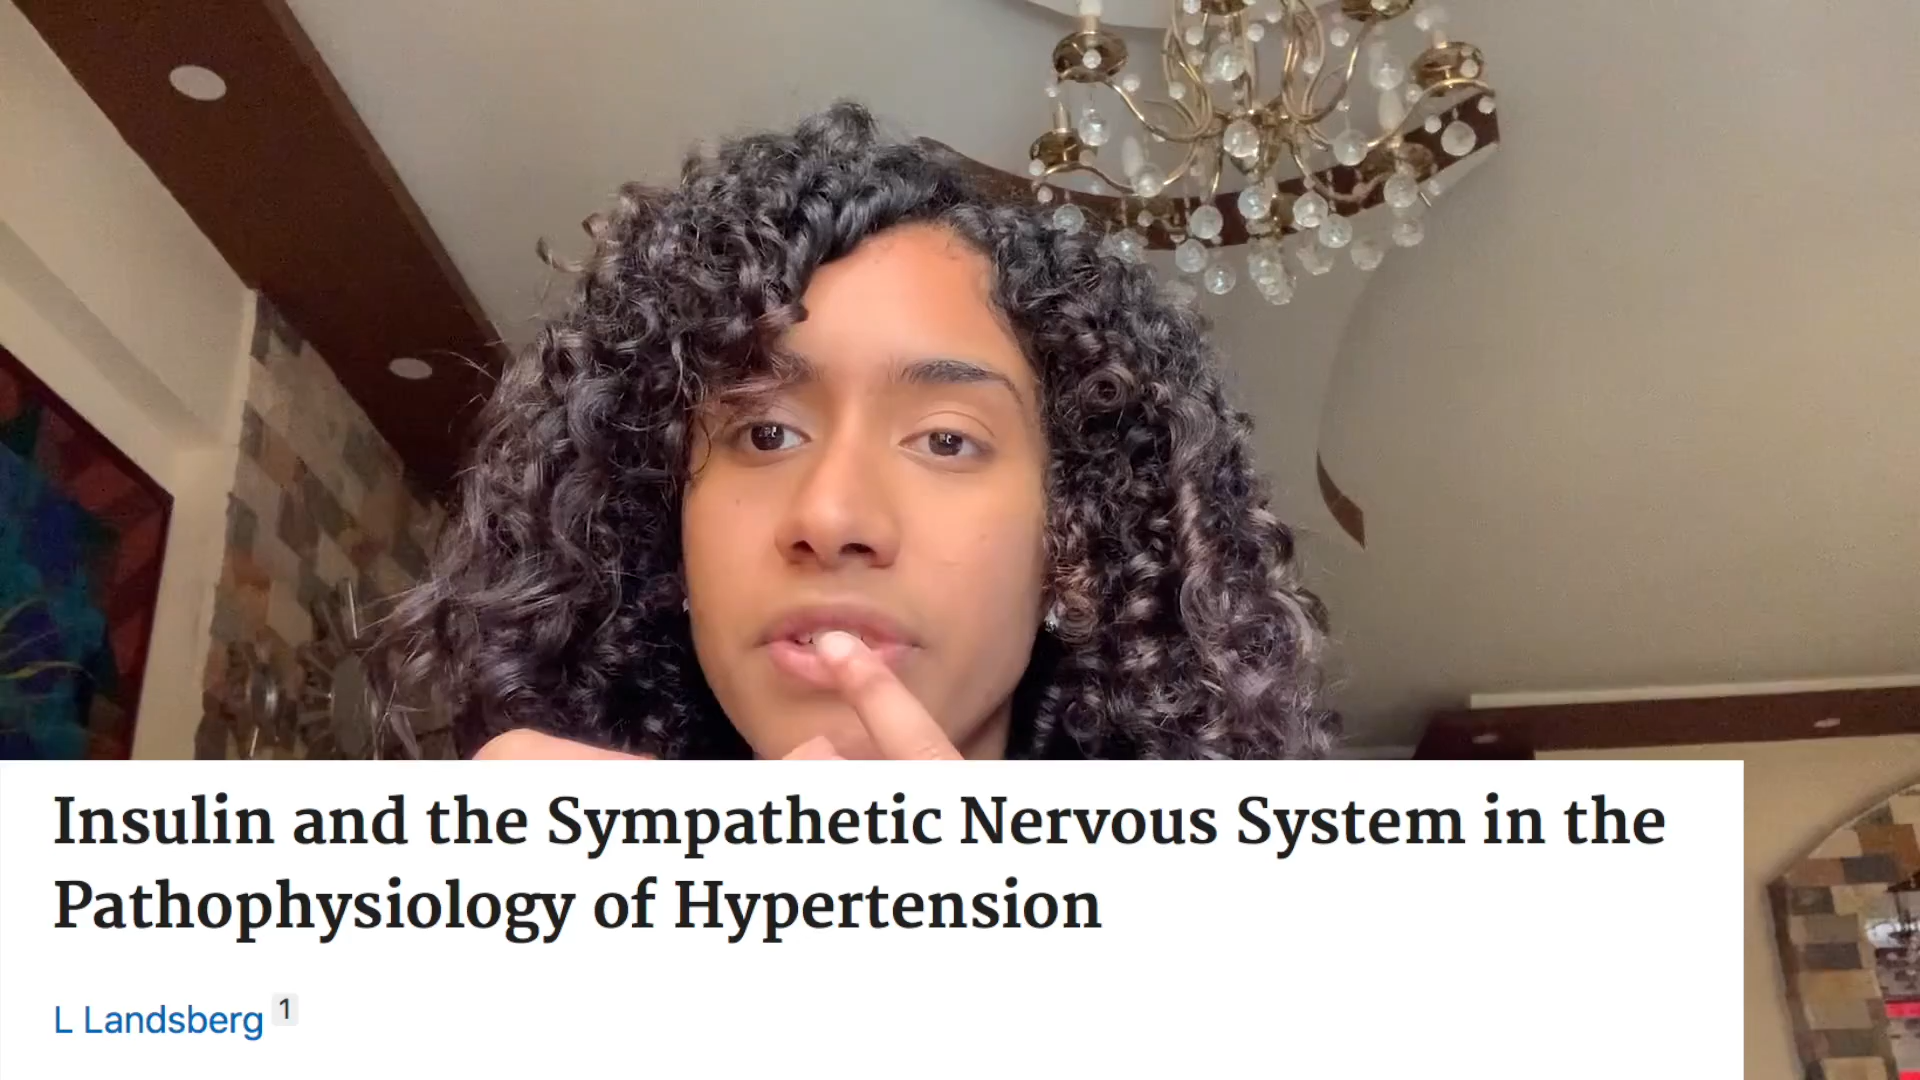 Insulin and the Sympathetic Nervous System in the
Pathophysiology of Hypertension
L Landsberg 1